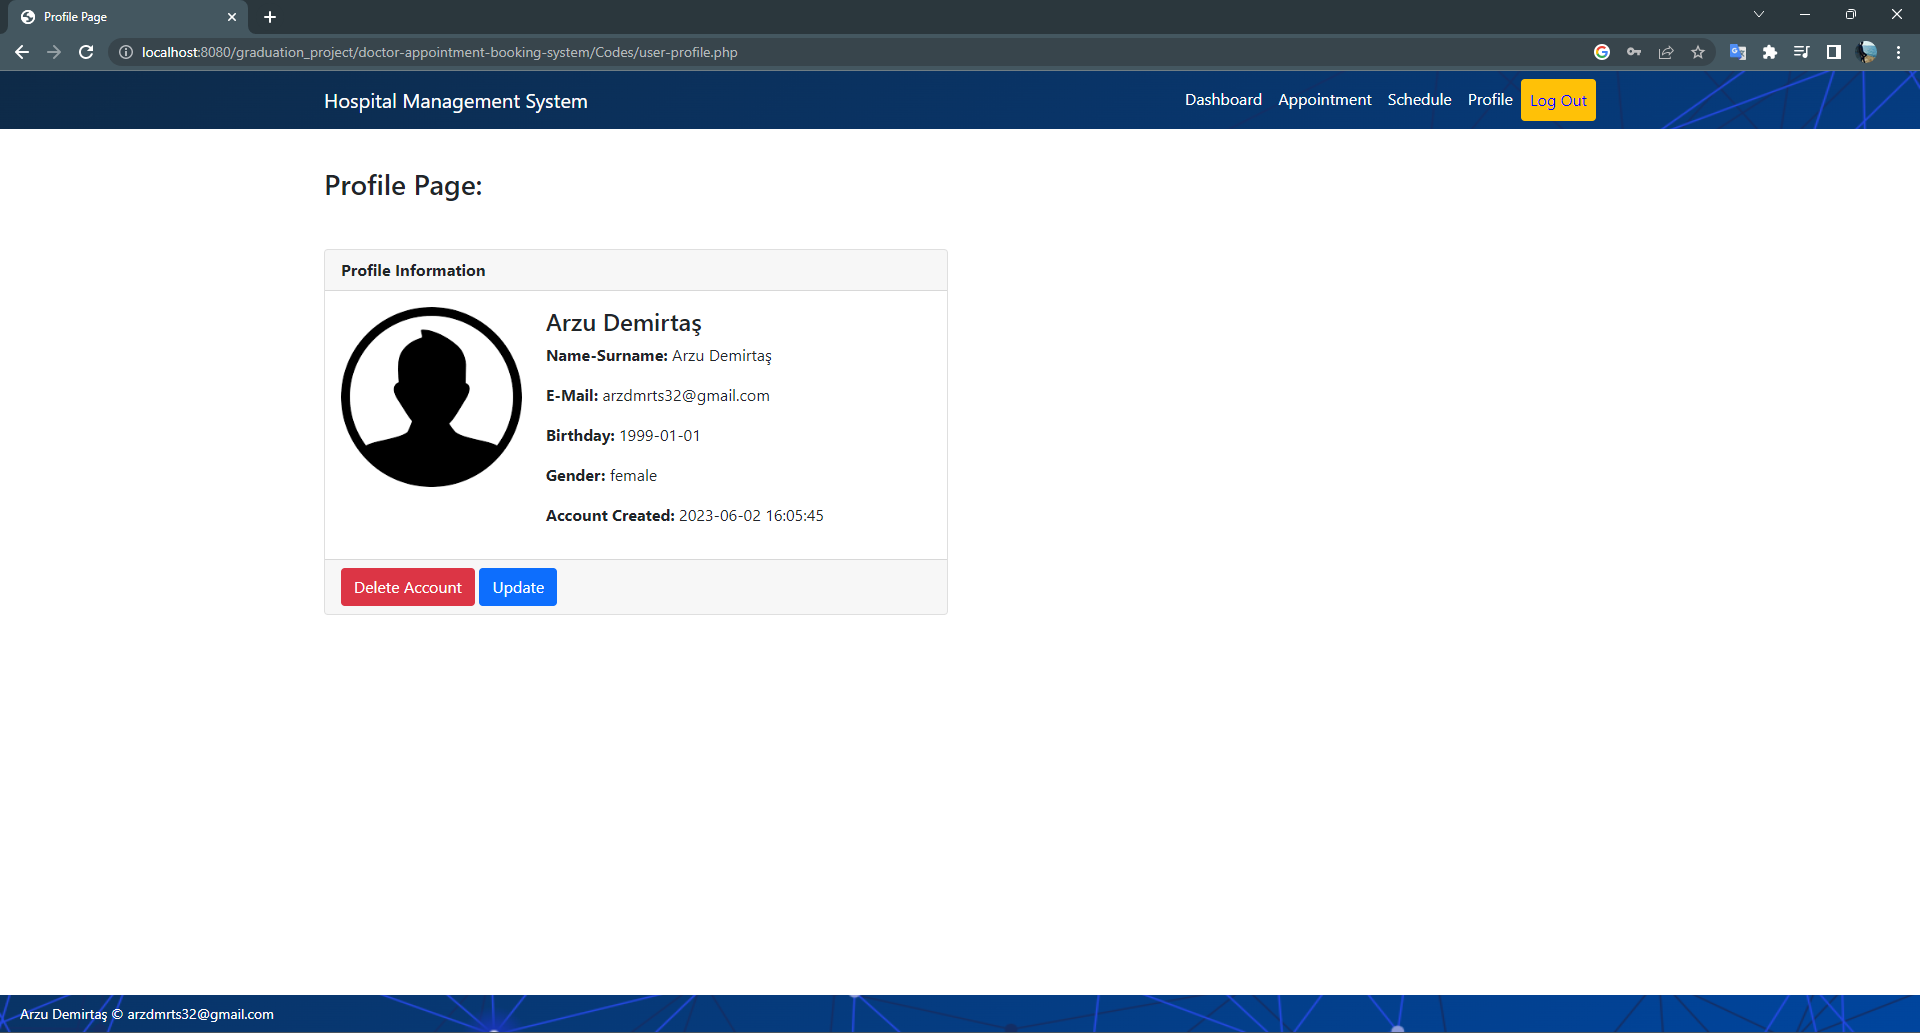 Profile Page
localhost:8080/graduation_project/doctor-appointment-booking-system/Codes/user-profile.php
Hospital Management System
Dashboard Appointment Schedule Profile Log Out
Profile Page:
Profile Information
Arzu Demirtaş
Name-Surname: Arzu Demirtaş
E-Mail: arzdmrts32@gmail.com
Birthday: 1999-01-01
Gender: female
Account Created: 2023-06-02 16:05:45
Delete Account Update
Arzu Demirtaş © arzdmrts32@gmail.com